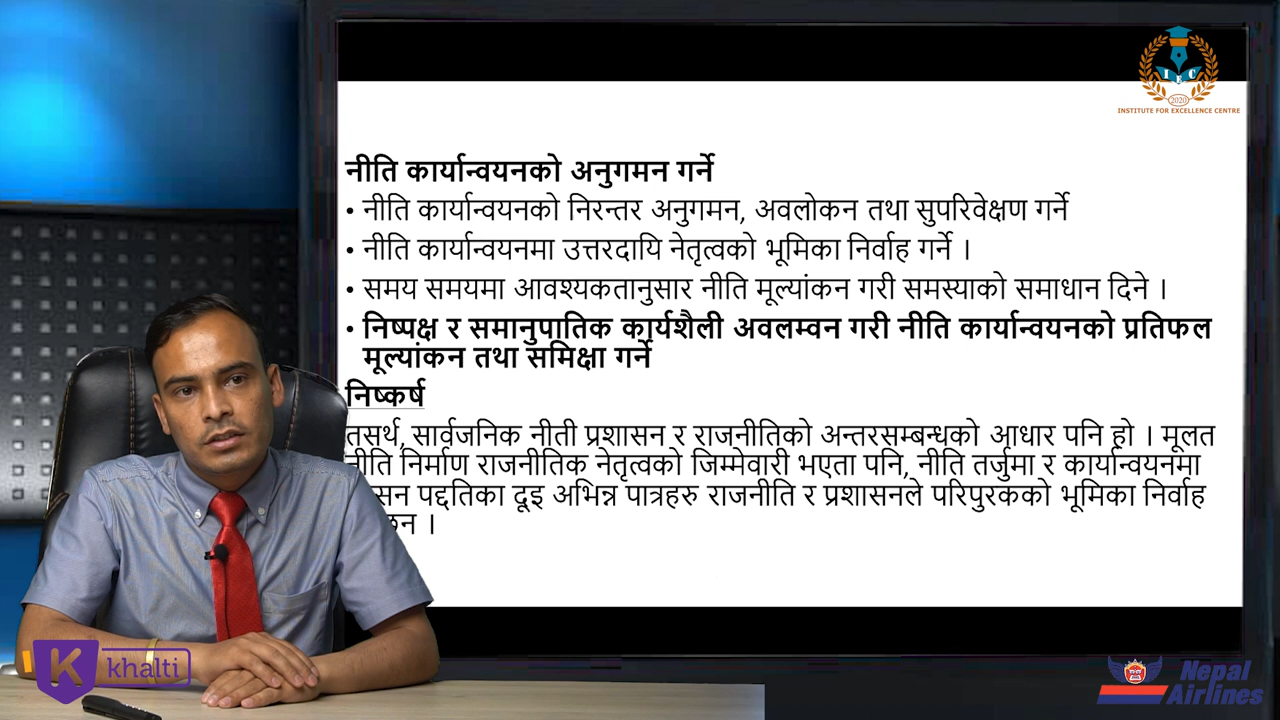 IEC
2020
INSTITUTE FOR EXCELLENCE CENTRE
नीति कार्यान्वयनको अनुगमन गर्ने
• नीति कार्यान्वयनको निरन्तर अनुगमन, अवलोकन तथा सुपरिवेक्षण गर्ने
• नीति कार्यान्वयनमा उत्तरदायि नेतृत्वको भूमिका निर्वाह गर्ने ।
• समय समयमा आवश्यकतानुसार नीति मूल्यांकन गरी समस्याको समाधान दिने ।
• निष्पक्ष र समानुपातिक कार्यशैली अवलम्वन गरी नीति कार्यान्वयनको प्रतिफल
मूल्यांकन तथा समिक्षा गर्ने
निष्कर्ष
तसर्थ, सार्वजनिक नीती प्रशासन र राजनीतिको अन्तरसम्बन्धको आधार पनि हो । मूलत
नीति निर्माण राजनीतिक नेतृत्वको जिम्मेवारी भएता पनि, नीति तर्जुमा र कार्यान्वयनमा
पद्दतिका दूइ अभिन्न पात्रहरु राजनीति र प्रशासनले परिपुरकको भूमिका निर्वाह
।
K khalti
Nepal
Airlines